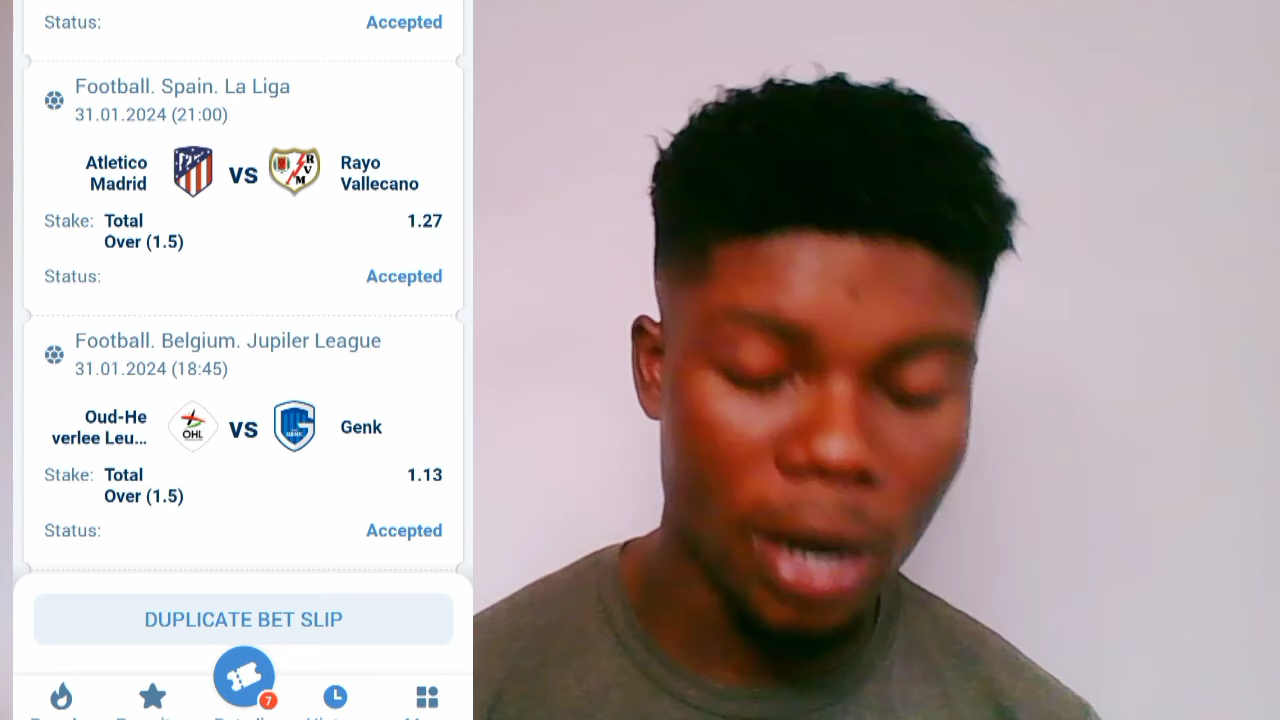 Status: Accepted
Football. Spain. La Liga
31.01.2024 (21:00)
Atletico Madrid VS Rayo Vallecano
R
V
M
Stake: Total Over (1.5) 1.27
Status: Accepted
Football. Belgium. Jupiler League
31.01.2024 (18:45)
Oud-He verlee Leu... VS Genk
OHL
GENK
Stake: Total Over (1.5) 1.13
Status: Accepted
DUPLICATE BET SLIP
7